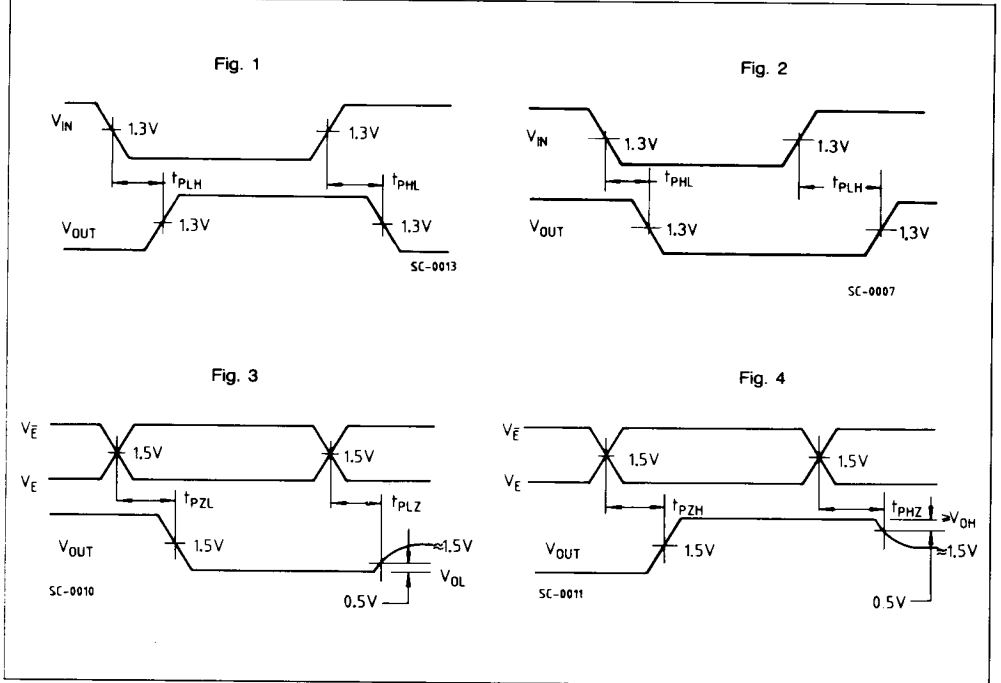 Fig. 1
V_IN
1.3V
1.3V
t_PLH
t_PHL
V_OUT
1.3V
1.3V
SC-0013
Fig. 2
V_IN
1.3V
1.3V
t_PHL
t_PLH
V_OUT
1.3V
1.3V
SC-0007
Fig. 3
V_Ē
1.5V
1.5V
V_E
t_PZL
t_PLZ
V_OUT
1.5V
≈1.5V
V_OL
SC-0010
0.5V
Fig. 4
V_Ē
1.5V
1.5V
V_E
t_PZH
t_PHZ
≥V_OH
V_OUT
1.5V
≈1.5V
SC-0011
0.5V